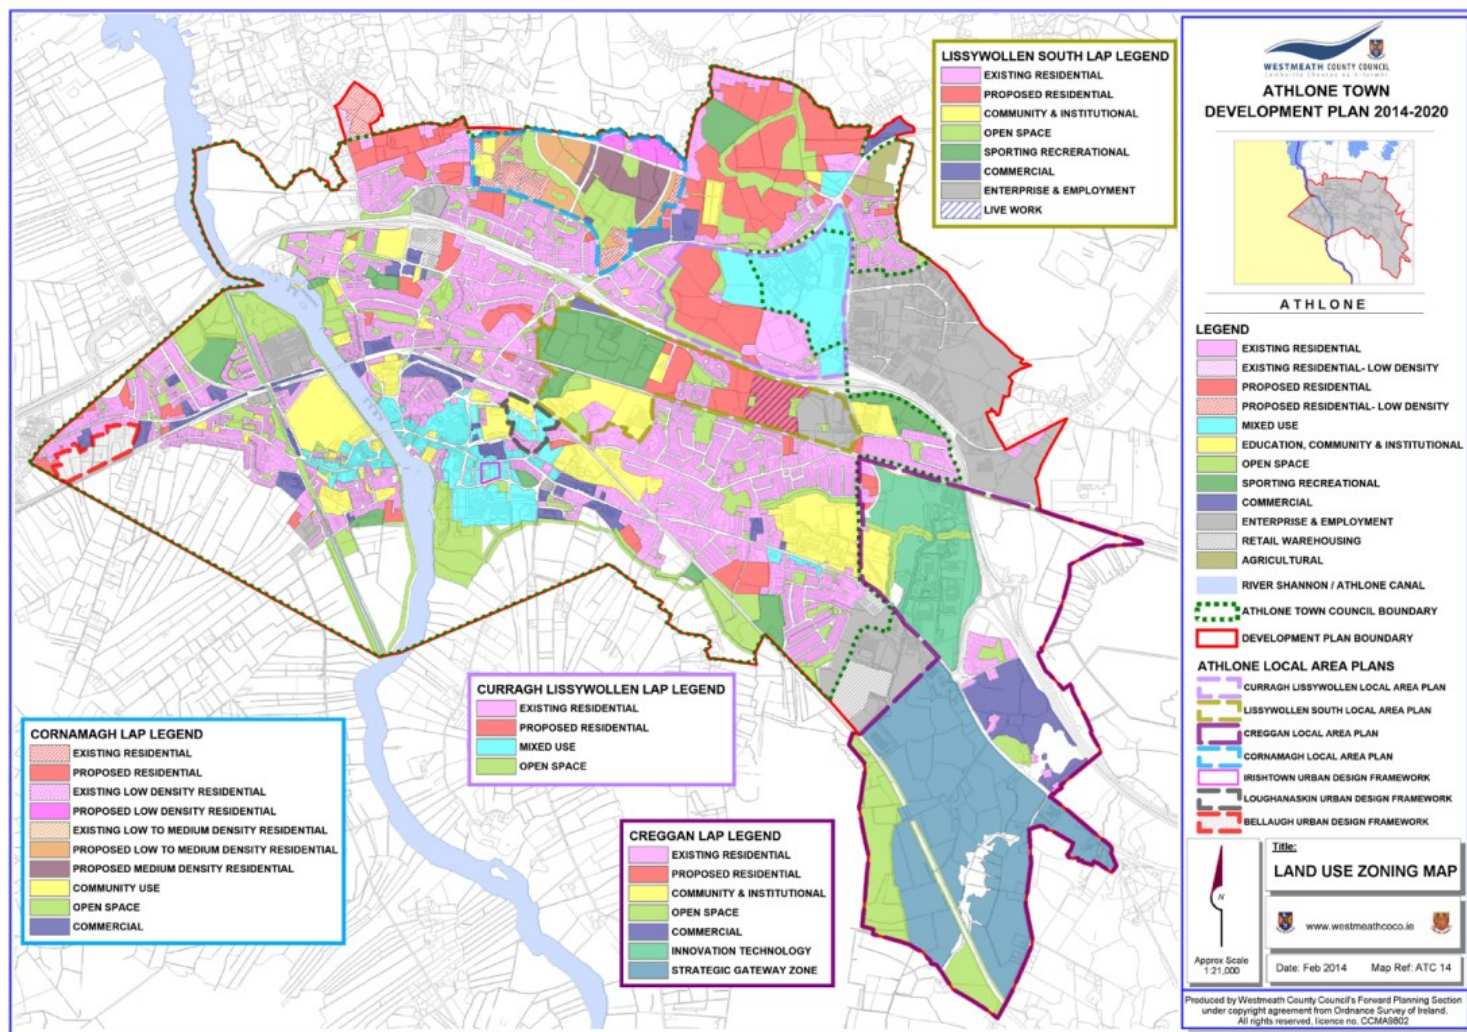 LISSYWOLLEN SOUTH LAP LEGEND
EXISTING RESIDENTIAL
PROPOSED RESIDENTIAL
COMMUNITY & INSTITUTIONAL
OPEN SPACE
SPORTING RECRERATIONAL
COMMERCIAL
ENTERPRISE & EMPLOYMENT
LIVE WORK
CURRAGH LISSYWOLLEN LAP LEGEND
EXISTING RESIDENTIAL
PROPOSED RESIDENTIAL
MIXED USE
OPEN SPACE
CORNAMAGH LAP LEGEND
EXISTING RESIDENTIAL
PROPOSED RESIDENTIAL
EXISTING LOW DENSITY RESIDENTIAL
PROPOSED LOW DENSITY RESIDENTIAL
EXISTING LOW TO MEDIUM DENSITY RESIDENTIAL
PROPOSED LOW TO MEDIUM DENSITY RESIDENTIAL
PROPOSED MEDIUM DENSITY RESIDENTIAL
COMMUNITY USE
OPEN SPACE
COMMERCIAL
CREGGAN LAP LEGEND
EXISTING RESIDENTIAL
PROPOSED RESIDENTIAL
COMMUNITY & INSTITUTIONAL
OPEN SPACE
COMMERCIAL
INNOVATION TECHNOLOGY
STRATEGIC GATEWAY ZONE
WESTMEATH COUNTY COUNCIL
ATHLONE TOWN
DEVELOPMENT PLAN 2014-2020
ATHLONE
LEGEND
EXISTING RESIDENTIAL
EXISTING RESIDENTIAL- LOW DENSITY
PROPOSED RESIDENTIAL
PROPOSED RESIDENTIAL- LOW DENSITY
MIXED USE
EDUCATION, COMMUNITY & INSTITUTIONAL
OPEN SPACE
SPORTING RECREATIONAL
COMMERCIAL
ENTERPRISE & EMPLOYMENT
RETAIL WAREHOUSING
AGRICULTURAL
RIVER SHANNON / ATHLONE CANAL
ATHLONE TOWN COUNCIL BOUNDARY
DEVELOPMENT PLAN BOUNDARY
ATHLONE LOCAL AREA PLANS
CURRAGH LISSYWOLLEN LOCAL AREA PLAN
LISSYWOLLEN SOUTH LOCAL AREA PLAN
CREGGAN LOCAL AREA PLAN
CORNAMAGH LOCAL AREA PLAN
IRISHTOWN URBAN DESIGN FRAMEWORK
LOUGHANASKIN URBAN DESIGN FRAMEWORK
BELLAUGH URBAN DESIGN FRAMEWORK
N
Approx Scale
1:21,000
Title:
LAND USE ZONING MAP
www.westmeathcoco.ie
Date: Feb 2014 Map Ref: ATC 14
Produced by Westmeath County Council's Forward Planning Section
under copyright agreement from Ordnance Survey of Ireland.
All rights reserved, licence no. CCMA9802